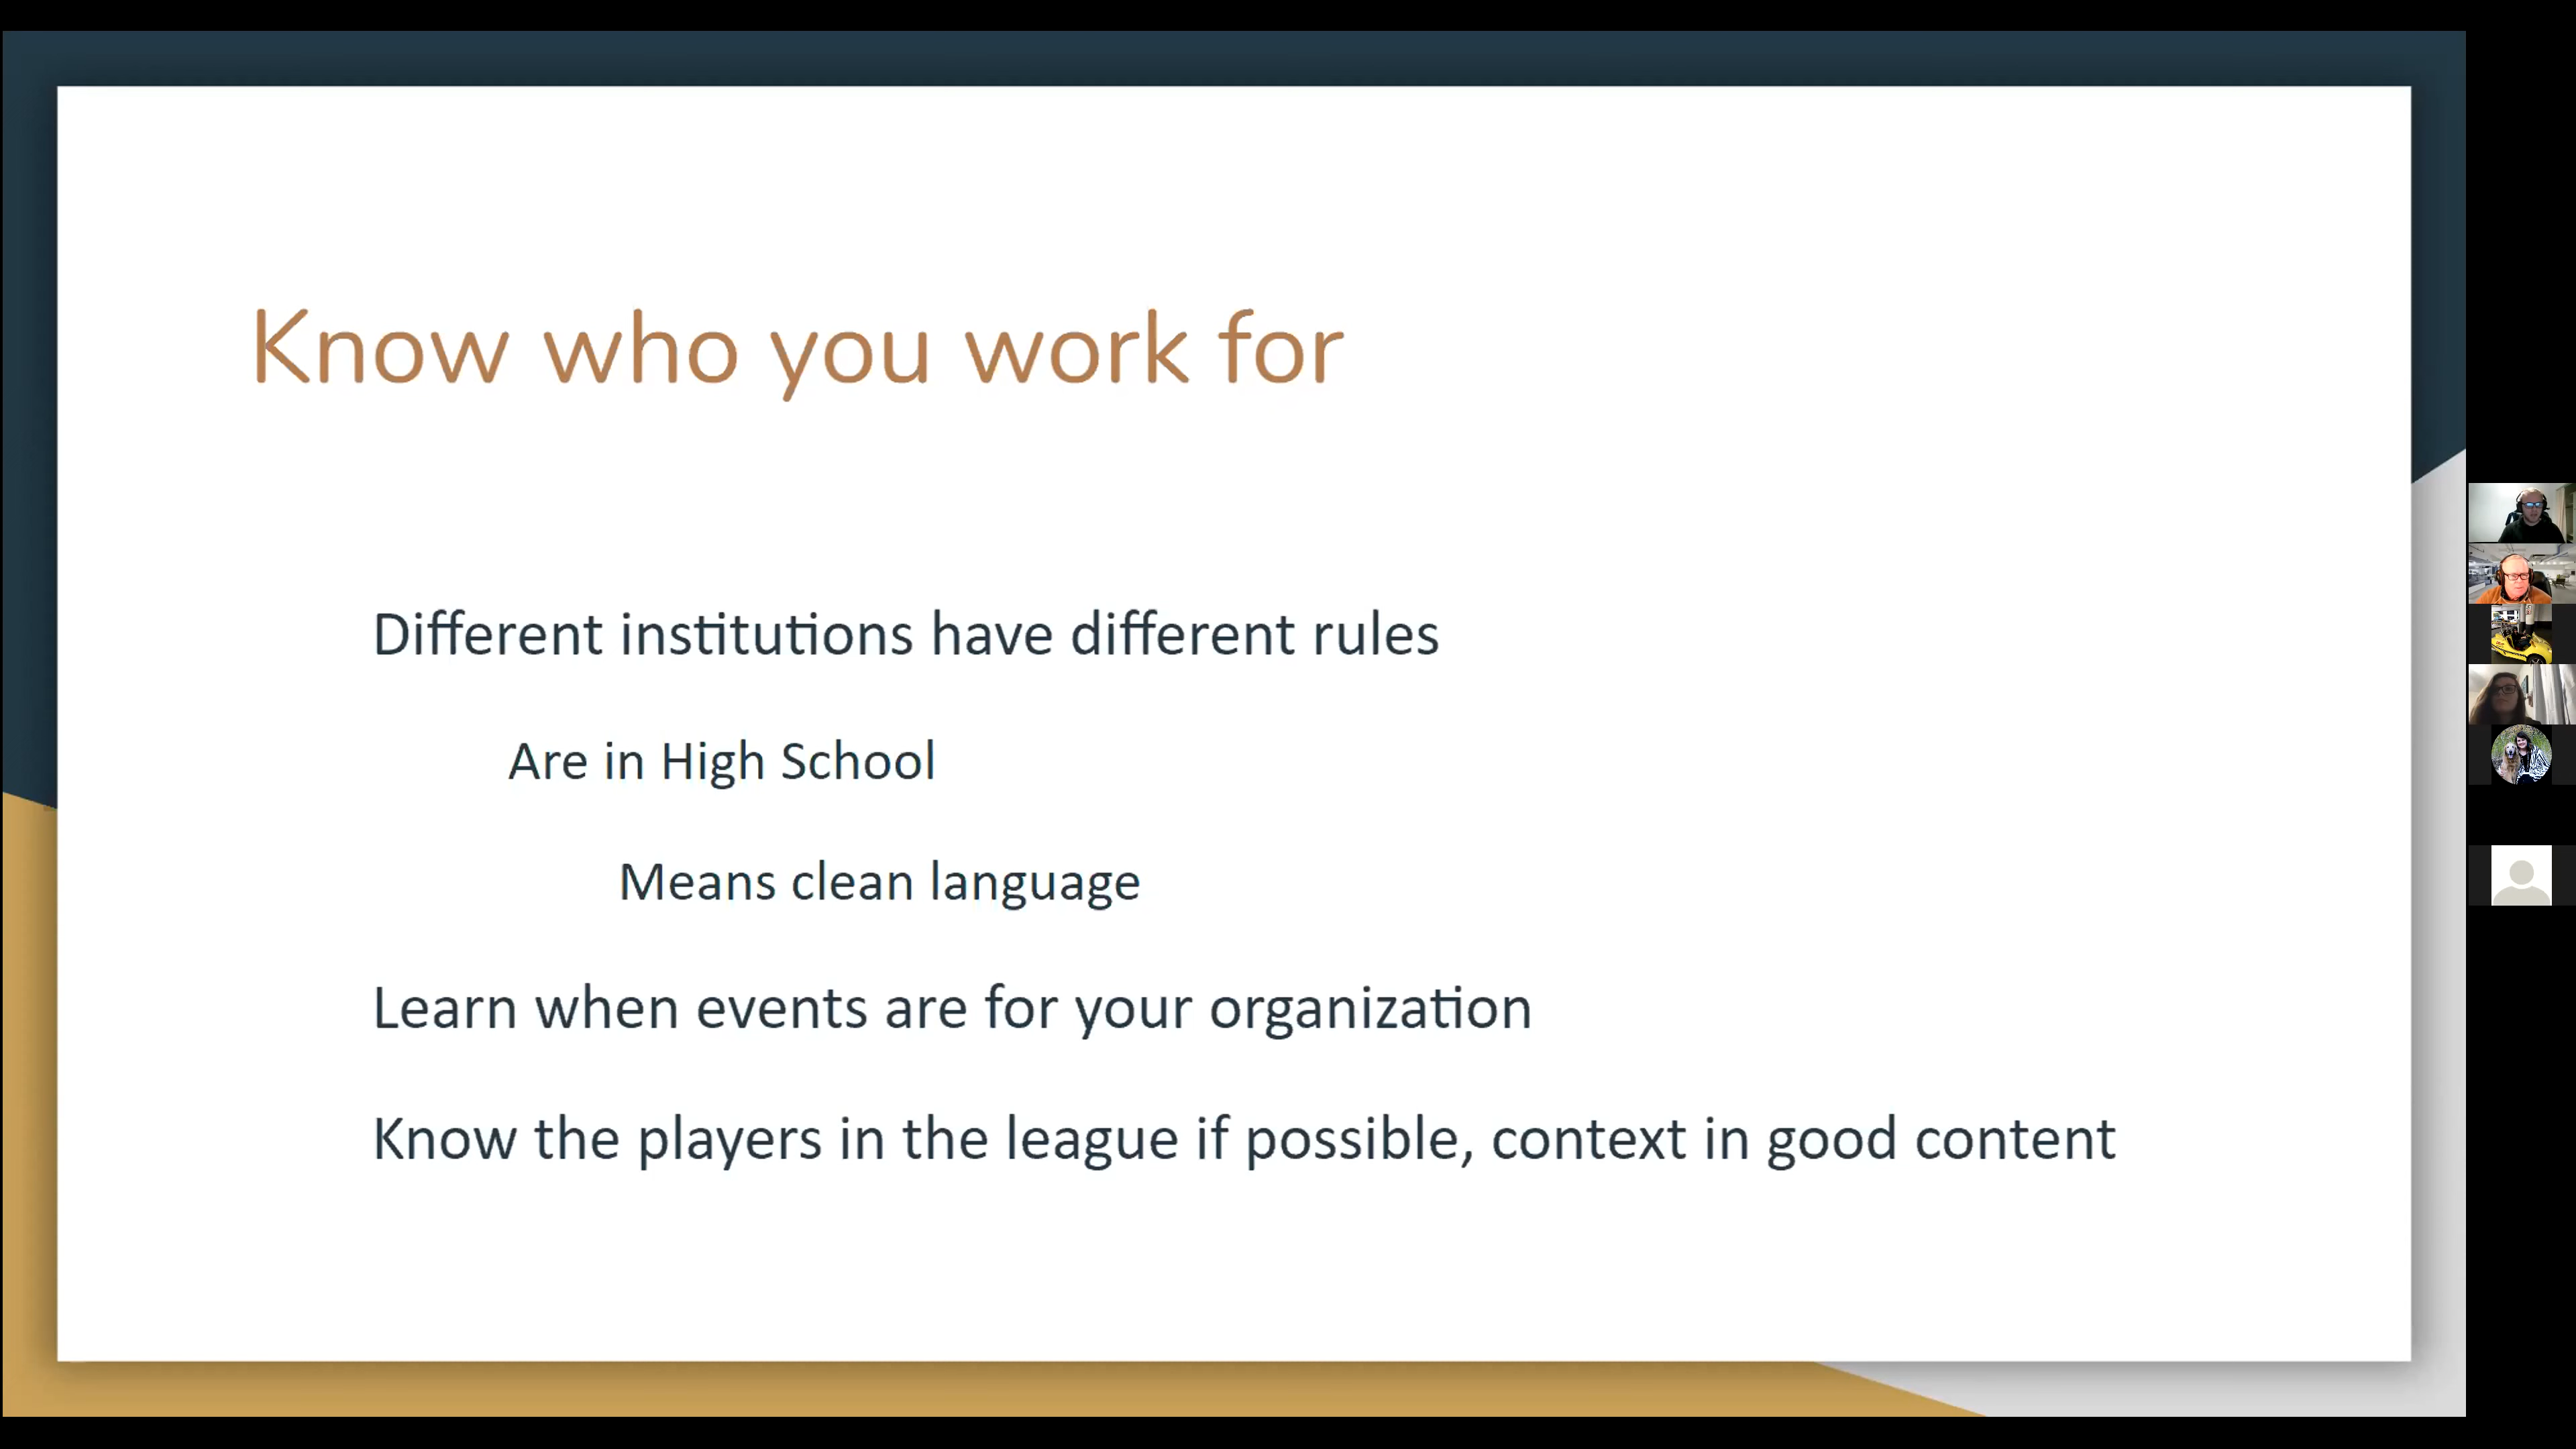 Know who you work for
Different institutions have different rules
Are in High School
Means clean language
Learn when events are for your organization
Know the players in the league if possible, context in good content